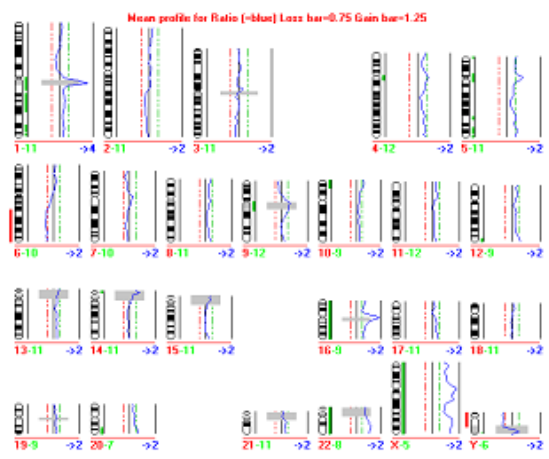 Mean profile for Ratio (=blue) Loss bar=0.75 Gain bar=1.25
1-11 ->4 2-11 ->2 3-11 ->2 4-12 ->2 5-11 ->2
6-10 ->2 7-10 ->2 8-11 ->2 9-12 ->2 10-9 ->2 11-12 ->2 12-9 ->2
13-11 ->2 14-11 ->2 15-11 ->2 16-9 ->2 17-11 ->2 18-11 ->2
19-9 ->2 20-7 ->2 21-11 ->2 22-8 ->2 X-5 ->2 Y-6 ->2